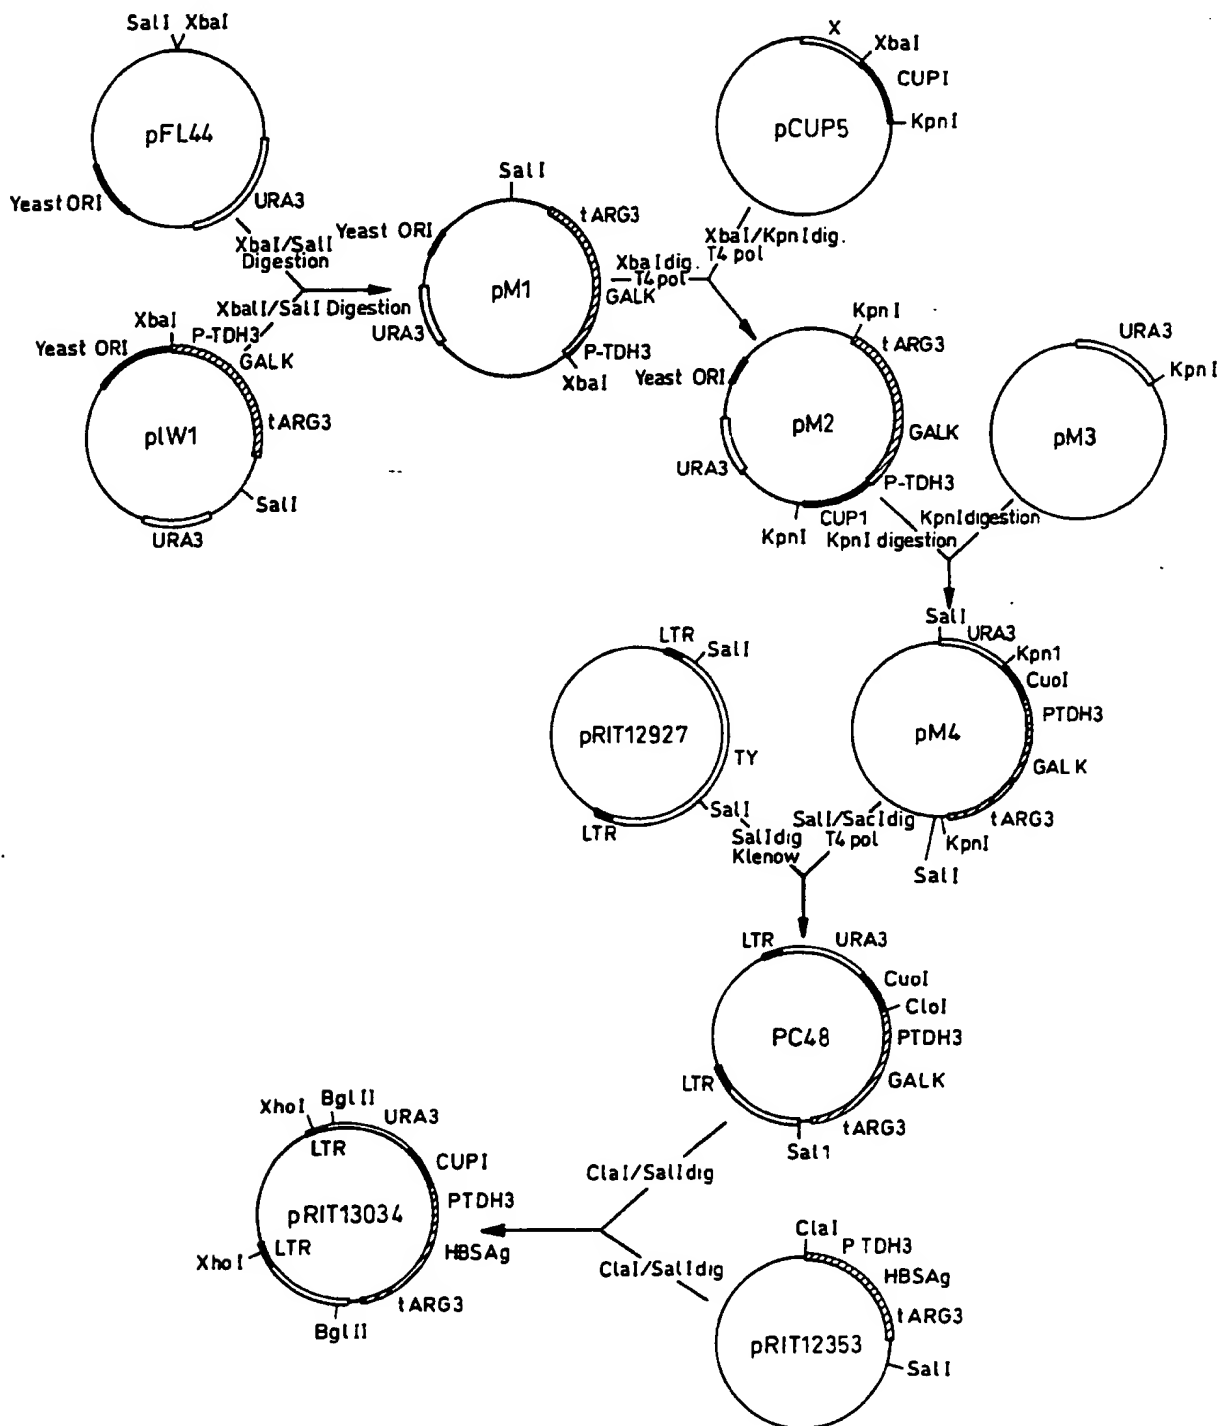 SalI XbaI
pFL44
Yeast ORI
URA3
XbaI/SalI
Digestion
XbalI/SalI Digestion
XbaI
P-TDH3
Yeast ORI
GALK
tARG3
pIW1
SalI
URA3
SalI
tARG3
Yeast ORI
pM1
GALK
URA3
P-TDH3
XbaI
X
XbaI
CUPI
pCUP5
KpnI
XbaI/KpnI dig.
T4 pol
XbaI dig.
T4 pol
KpnI
tARG3
Yeast ORI
pM2
GALK
URA3
P-TDH3
CUP1
KpnI
KpnI digestion
KpnI digestion
URA3
KpnI
pM3
SalI
URA3
Kpn1
CuoI
PTDH3
pM4
GALK
tARG3
KpnI
SalI
LTR
SalI
pRIT12927
TY
SalI
LTR
SalI dig
Klenow
SalI/SacI dig
T4 pol
LTR
URA3
CuoI
CloI
PC48
PTDH3
GALK
LTR
tARG3
Sal1
ClaI/SalI dig
ClaI/SalI dig
XhoI
BglII
URA3
LTR
CUPI
PTDH3
pRIT13034
HBSAg
XhoI
LTR
tARG3
BglII
ClaI
PTDH3
HBSAg
tARG3
pRIT12353
SalI